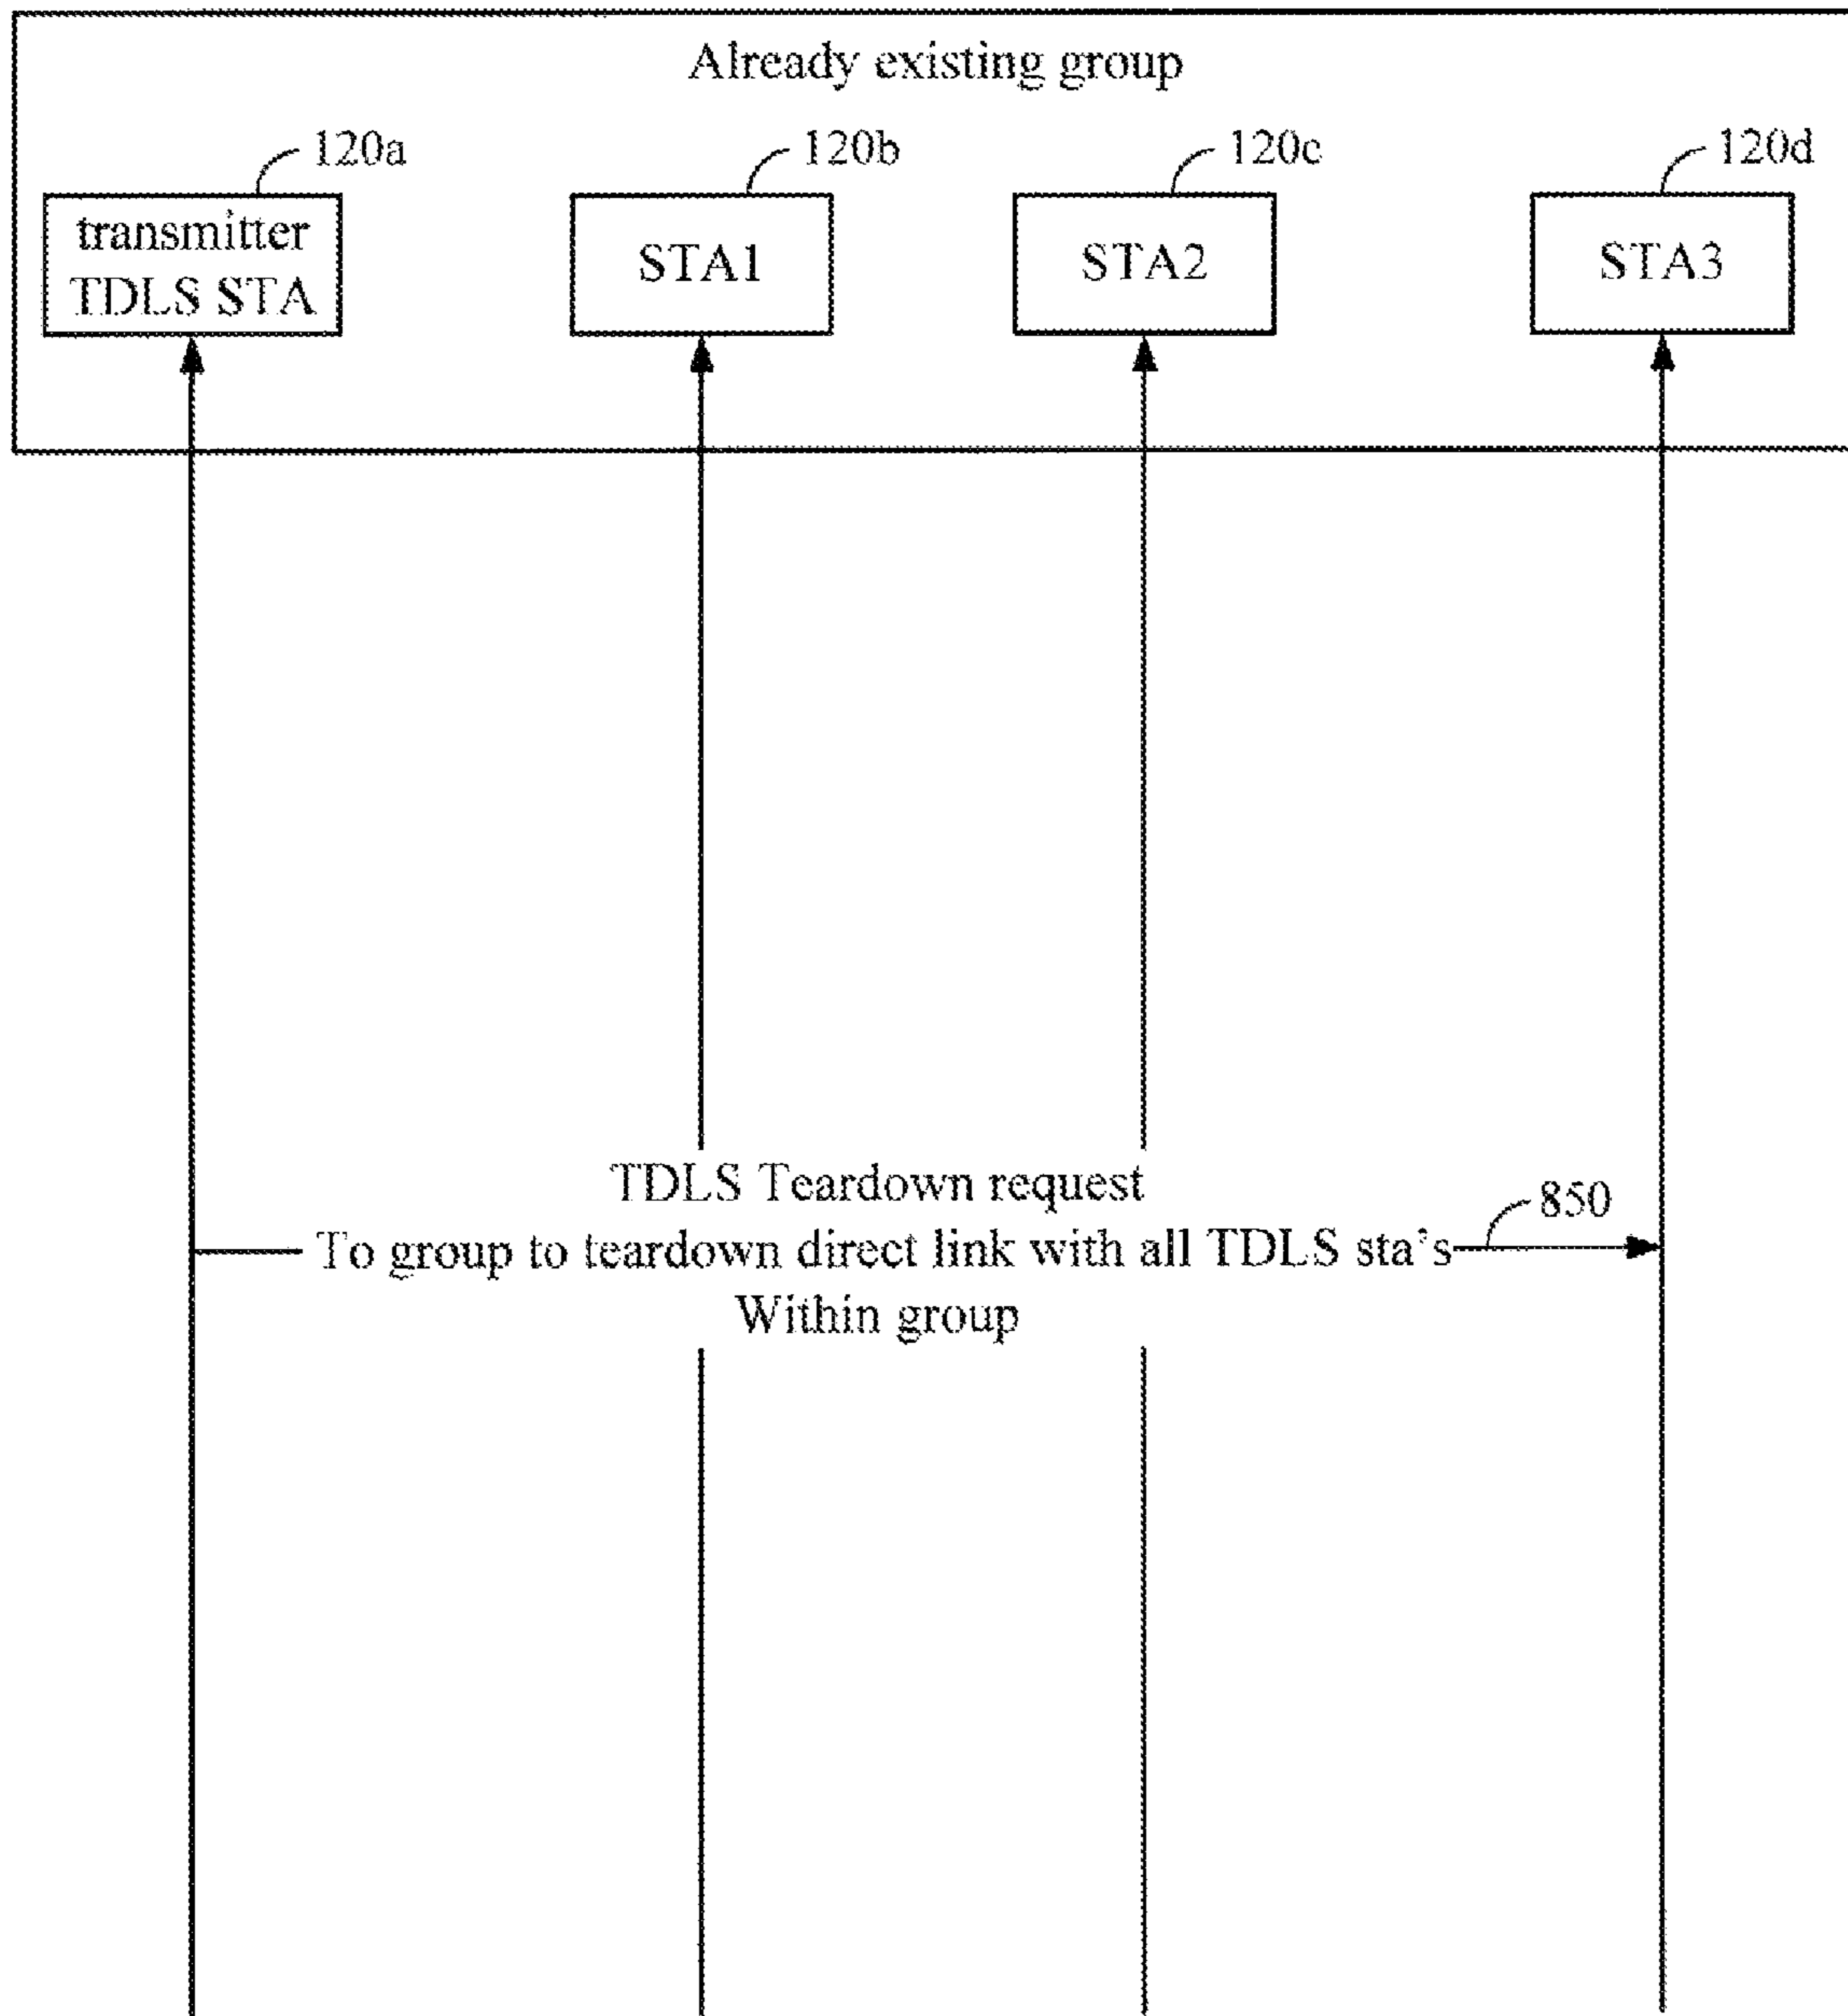 Already existing group
120a
120b
120c
120d
transmitter
TDLS STA
STA1
STA2
STA3
TDLS Teardown request
850
To group to teardown direct link with all TDLS sta's
Within group